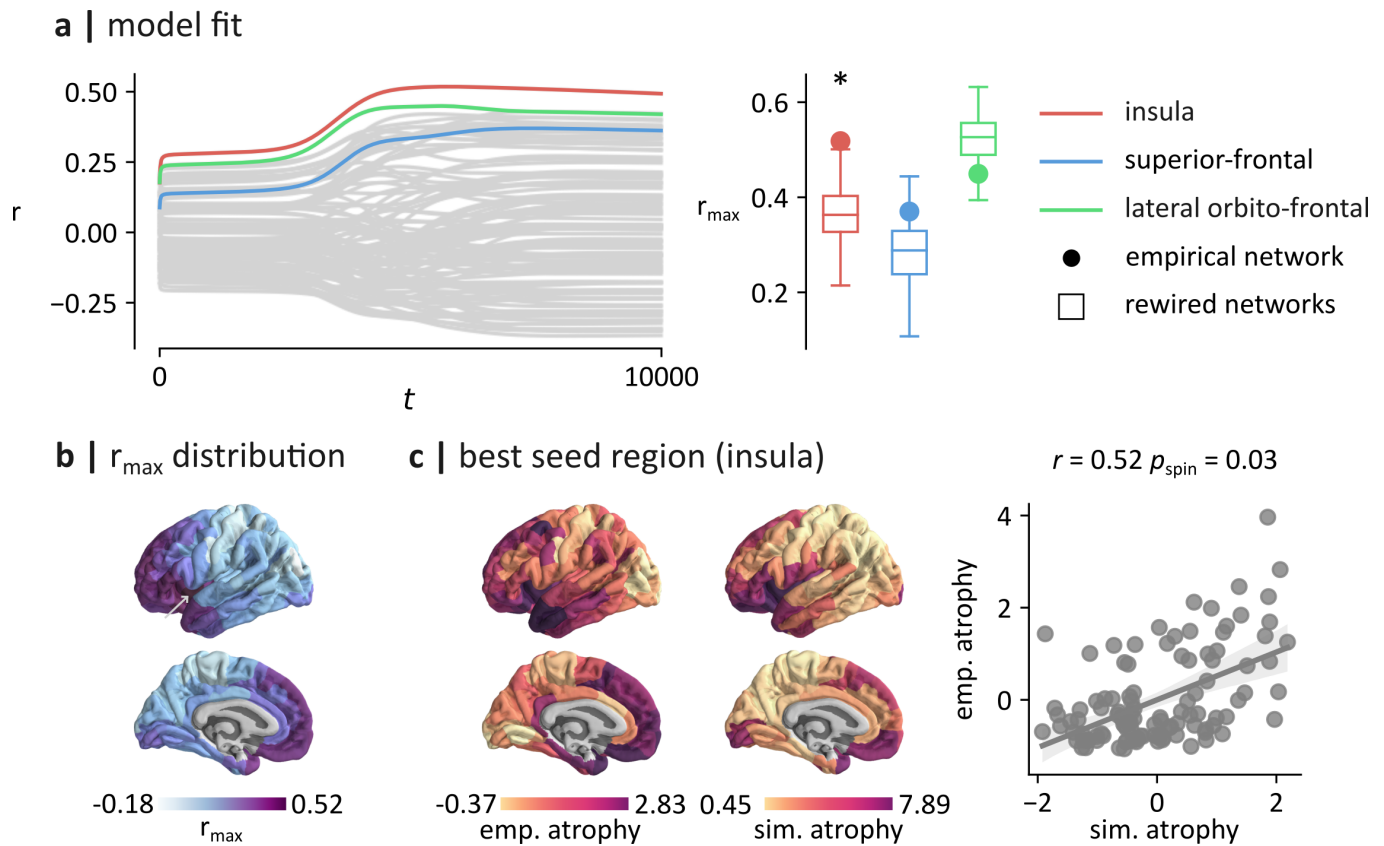 a | model fit
r
0.50
0.25
0.00
−0.25
0
10000
t
*
r_max
0.6
0.4
0.2
insula
superior-frontal
lateral orbito-frontal
empirical network
rewired networks
b | r_max distribution
-0.18
0.52
r_max
c | best seed region (insula)
-0.37
2.83
emp. atrophy
0.45
7.89
sim. atrophy
r = 0.52 p_spin = 0.03
emp. atrophy
4
2
0
−2
0
2
sim. atrophy